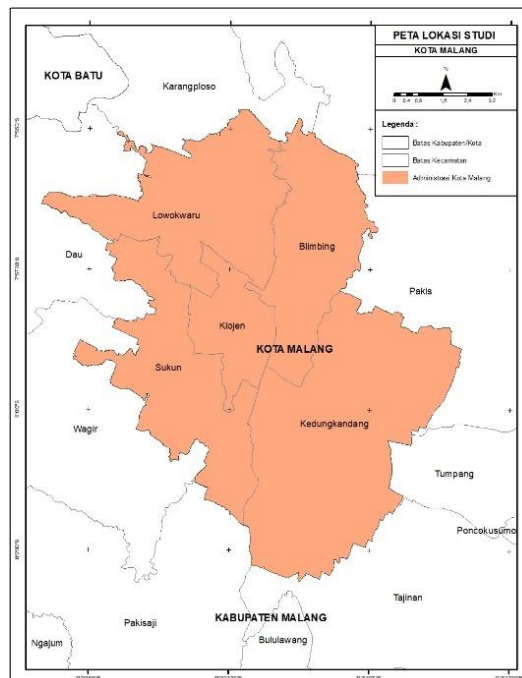 PETA LOKASI STUDI
KOTA MALANG
Km
Legenda :
Batas Kabupaten/Kota
Batas Kecamatan
Administrasi Kota Malang
KOTA BATU
Karangploso
Lowokwaru
Blimbing
Dau
Pakis
Klojen
KOTA MALANG
Sukun
Kedungkandang
Wagir
Tumpang
Poncokusumo
Tajinan
Pakisaji
KABUPATEN MALANG
Bululawang
Ngajum